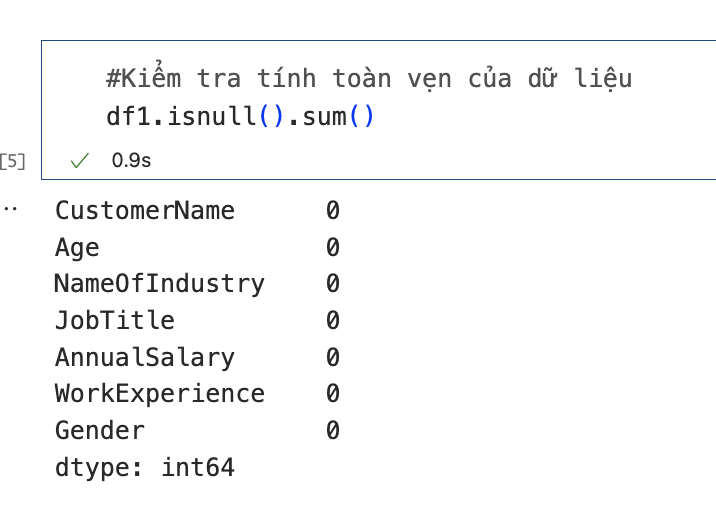 #Kiểm tra tính toàn vẹn của dữ liệu
df1.isnull().sum()
[5]
0.9s
..
CustomerName 0
Age 0
NameOfIndustry 0
JobTitle 0
AnnualSalary 0
WorkExperience 0
Gender 0
dtype: int64